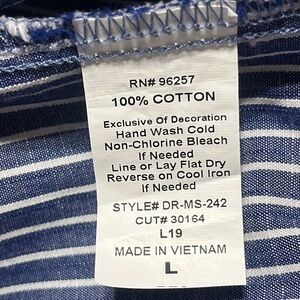 RN# 96257
100% COTTON
Exclusive Of Decoration
Hand Wash Cold
Non-Chlorine Bleach
If Needed
Line or Lay Flat Dry
Reverse on Cool Iron
If Needed
STYLE# DR-MS-242
CUT# 30164
L19
MADE IN VIETNAM
L